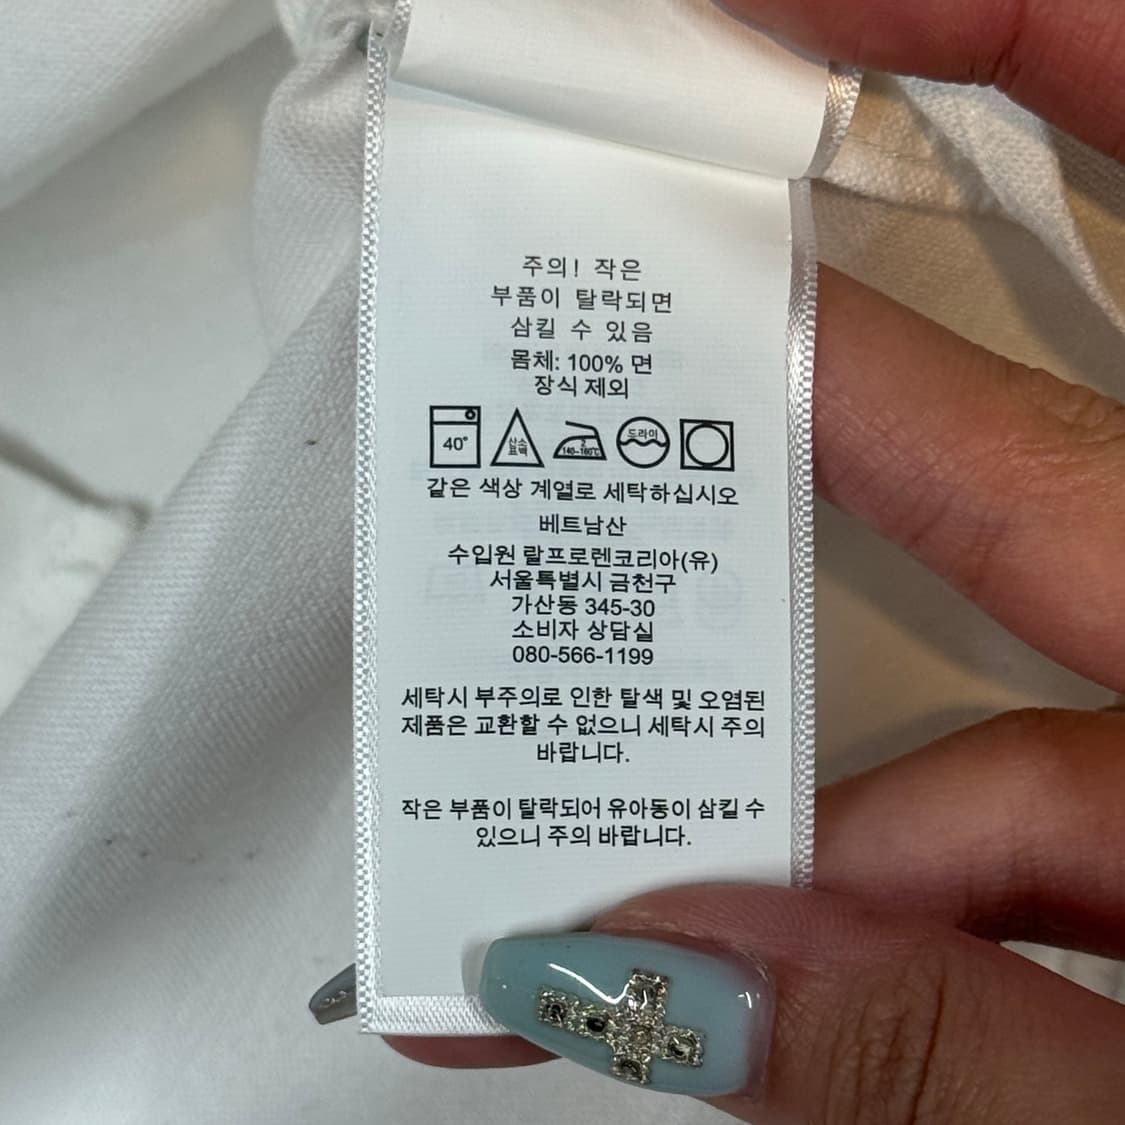 주의! 작은
부품이 탈락되면
삼킬 수 있음
몸체: 100% 면
장식 제외
40° 산소 표백 2 140~160℃ 드라이
같은 색상 계열로 세탁하십시오
베트남산
수입원 랄프로렌코리아(유)
서울특별시 금천구
가산동 345-30
소비자 상담실
080-566-1199
세탁시 부주의로 인한 탈색 및 오염된
제품은 교환할 수 없으니 세탁시 주의
바랍니다.
작은 부품이 탈락되어 유아동이 삼킬 수
있으니 주의 바랍니다.